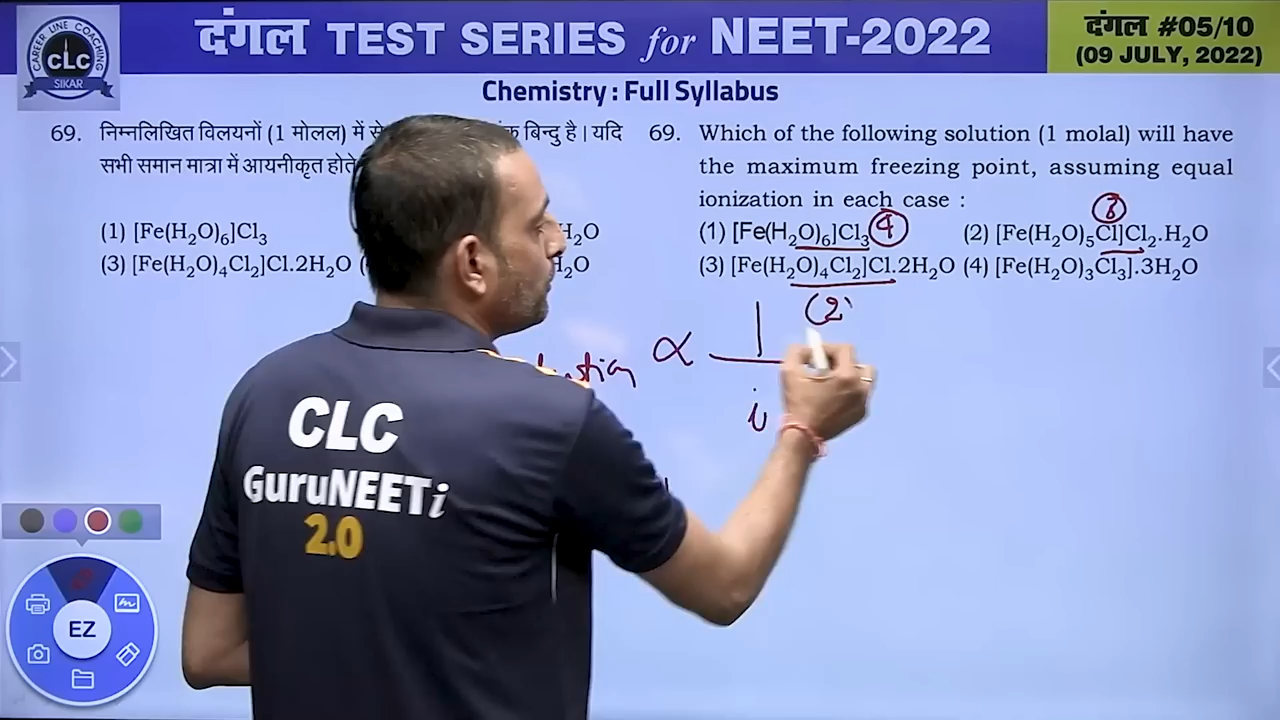 दंगल TEST SERIES for NEET-2022
दंगल #05/10
(09 JULY, 2022)
CAREER LINE COACHING
CLC
SIKAR
Chemistry : Full Syllabus
69. निम्नलिखित विलयनों (1 मोलल) में से बिन्दु है। यदि
सभी समान मात्रा में आयनीकृत होते
(1) [Fe(H₂O)₆]Cl₃
H₂O
(3) [Fe(H₂O)₄Cl₂]Cl.2H₂O
H₂O
69. Which of the following solution (1 molal) will have
the maximum freezing point, assuming equal
ionization in each case :
(1) [Fe(H₂O)₆]Cl₃ 4 (2) [Fe(H₂O)₅Cl]Cl₂.H₂O 3
(3) [Fe(H₂O)₄Cl₂]Cl.2H₂O (4) [Fe(H₂O)₃Cl₃].3H₂O
(2)
∝ 1
i
CLC
GuruNEETi
2.0
EZ